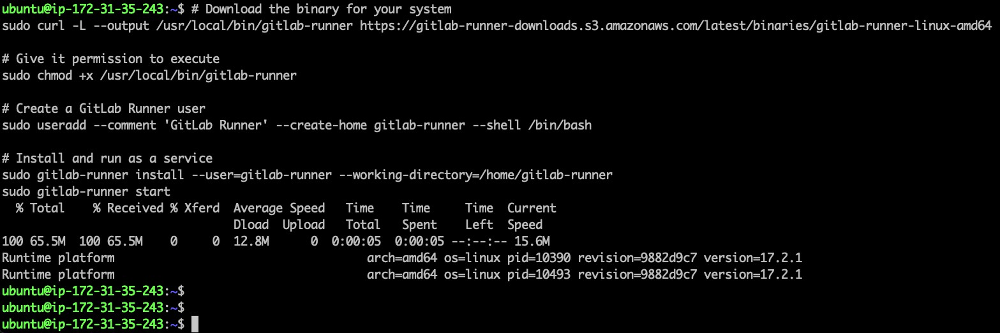 ubuntu@ip-172-31-35-243:~$ # Download the binary for your system
sudo curl -L --output /usr/local/bin/gitlab-runner https://gitlab-runner-downloads.s3.amazonaws.com/latest/binaries/gitlab-runner-linux-amd64
# Give it permission to execute
sudo chmod +x /usr/local/bin/gitlab-runner
# Create a GitLab Runner user
sudo useradd --comment 'GitLab Runner' --create-home gitlab-runner --shell /bin/bash
# Install and run as a service
sudo gitlab-runner install --user=gitlab-runner --working-directory=/home/gitlab-runner
sudo gitlab-runner start
  % Total    % Received % Xferd  Average Speed   Time    Time     Time  Current
                                 Dload  Upload   Total   Spent    Left  Speed
100 65.5M  100 65.5M    0     0  12.8M      0  0:00:05  0:00:05 --:--:-- 15.6M
Runtime platform                                    arch=amd64 os=linux pid=10390 revision=9882d9c7 version=17.2.1
Runtime platform                                    arch=amd64 os=linux pid=10493 revision=9882d9c7 version=17.2.1
ubuntu@ip-172-31-35-243:~$
ubuntu@ip-172-31-35-243:~$
ubuntu@ip-172-31-35-243:~$